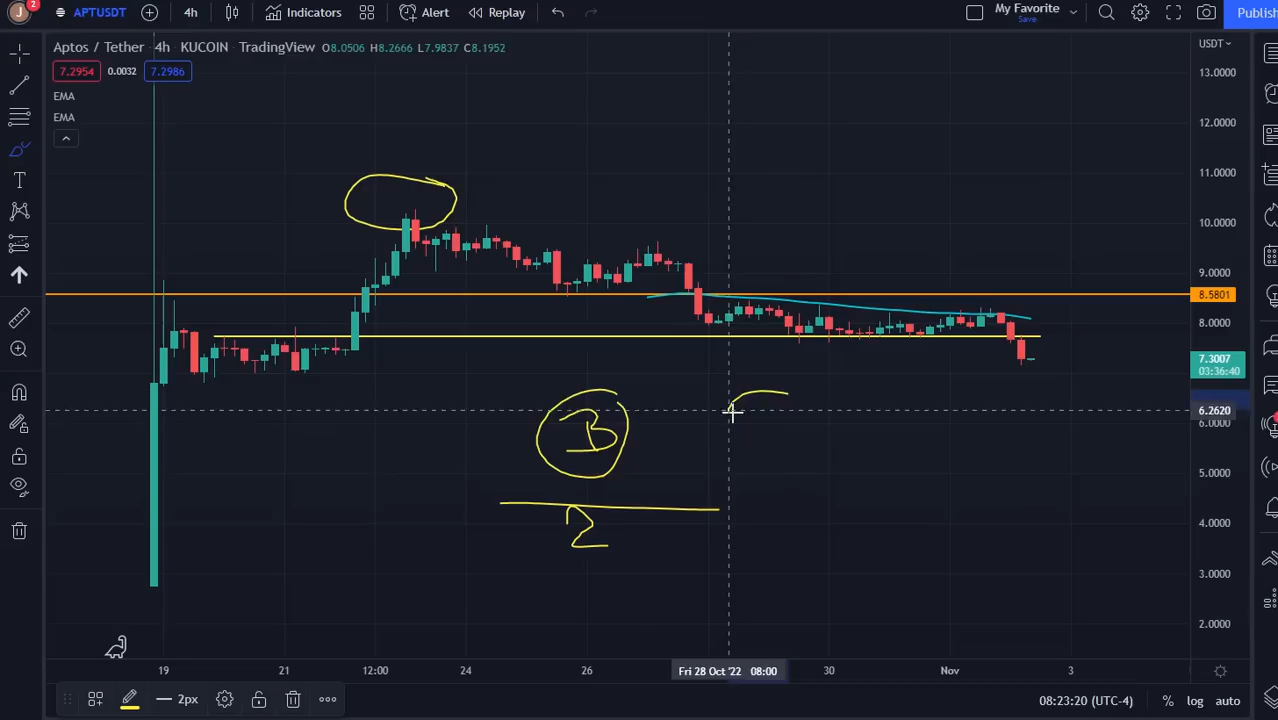 J 2 APTUSDT 4h Indicators Alert Replay My Favorite Save Publish
Aptos / Tether 4h KUCOIN TradingView O8.0506 H8.2666 L7.9837 C8.1952 USDT
7.2954 0.0032 7.2986
EMA
EMA
13.0000
12.0000
11.0000
10.0000
9.0000
8.5801
8.0000
7.3007
03:36:40
6.2620
6.0000
5.0000
4.0000
3.0000
2.0000
B
2
19 21 12:00 24 26 Fri 28 Oct '22 08:00 30 Nov 3
2px 08:23:20 (UTC-4) % log auto